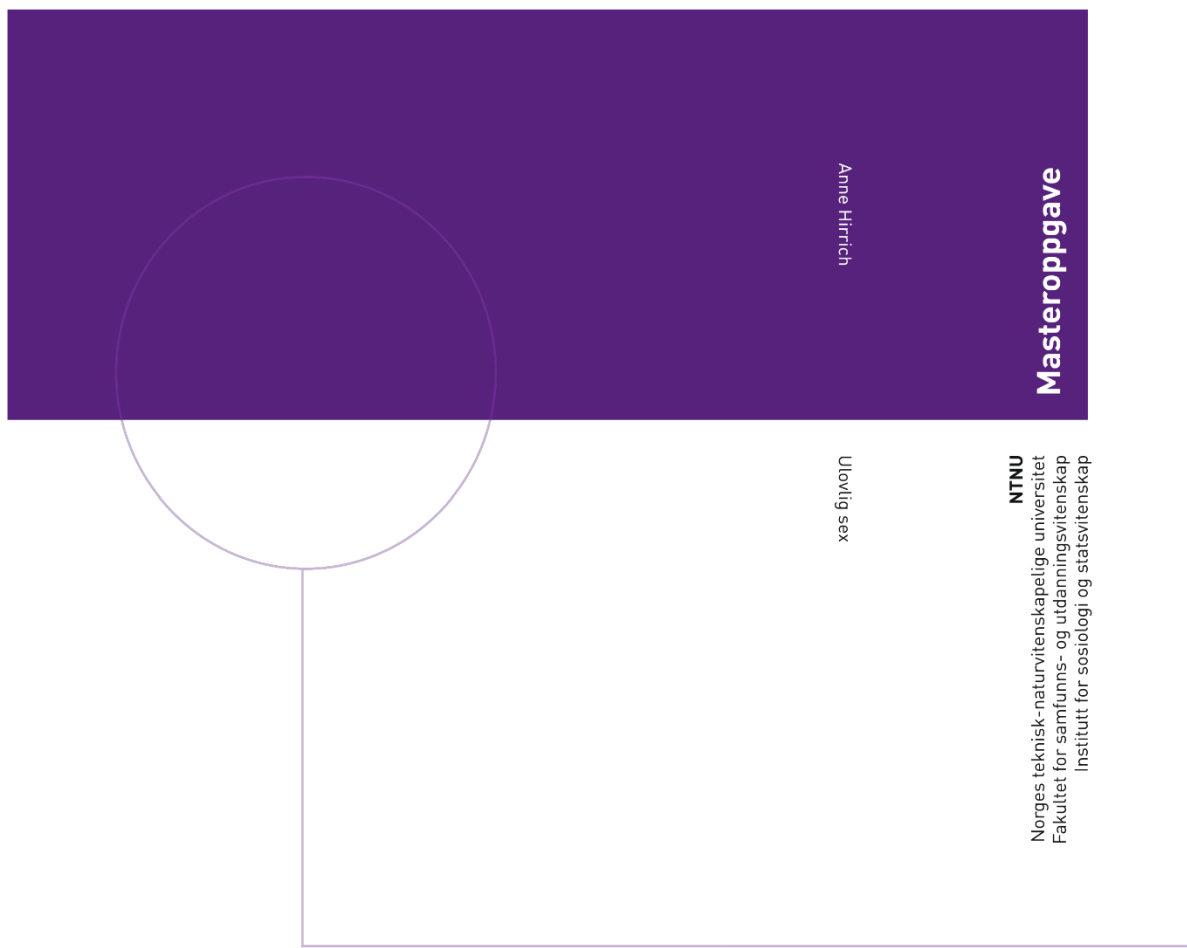 Anne Hirrich
Ulovlig sex
Masteroppgave
NTNU
Norges teknisk-naturvitenskapelige universitet
Fakultet for samfunns- og utdanningsvitenskap
Institutt for sosiologi og statsvitenskap